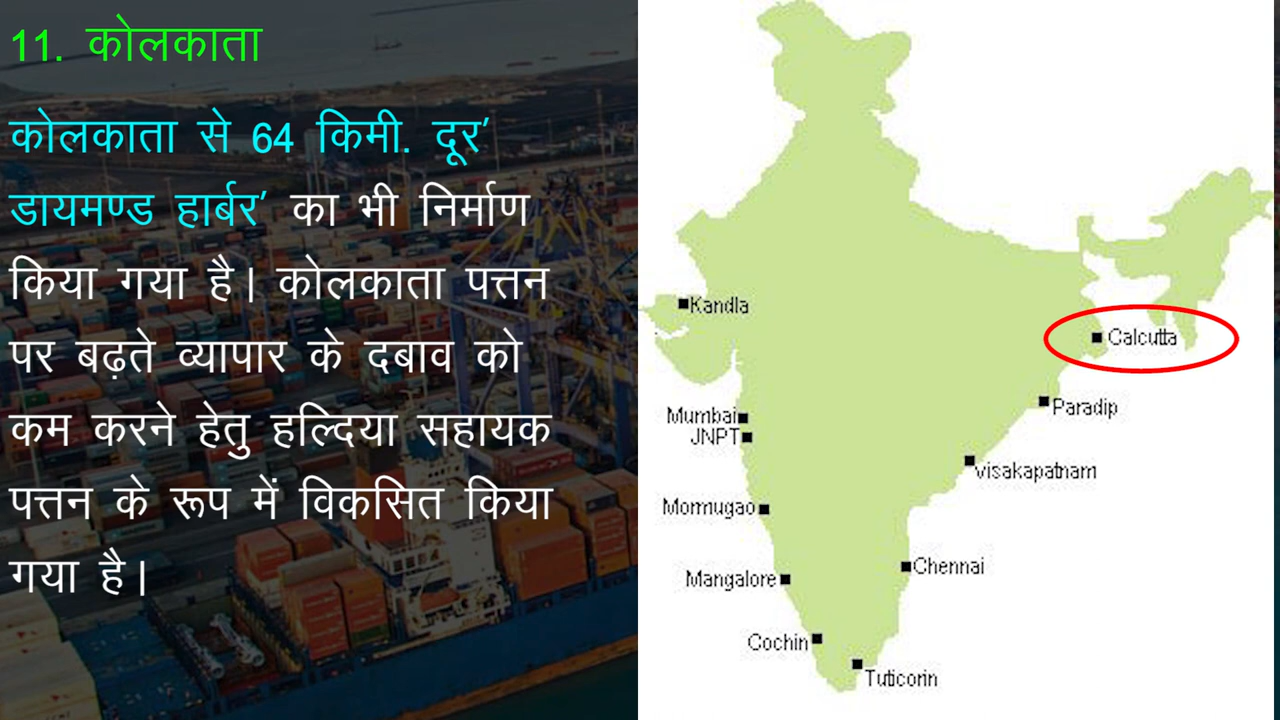 11. कोलकाता
कोलकाता से 64 किमी. दूर’
डायमण्ड हार्बर’ का भी निर्माण
किया गया है। कोलकाता पत्तन
पर बढ़ते व्यापार के दबाव को
कम करने हेतु हल्दिया सहायक
पत्तन के रूप में विकसित किया
गया है।
Kandla
Calcutta
Mumbai
JNPT
Paradip
visakapatnam
Mormugao
Chennai
Mangalore
Cochin
Tuticorin